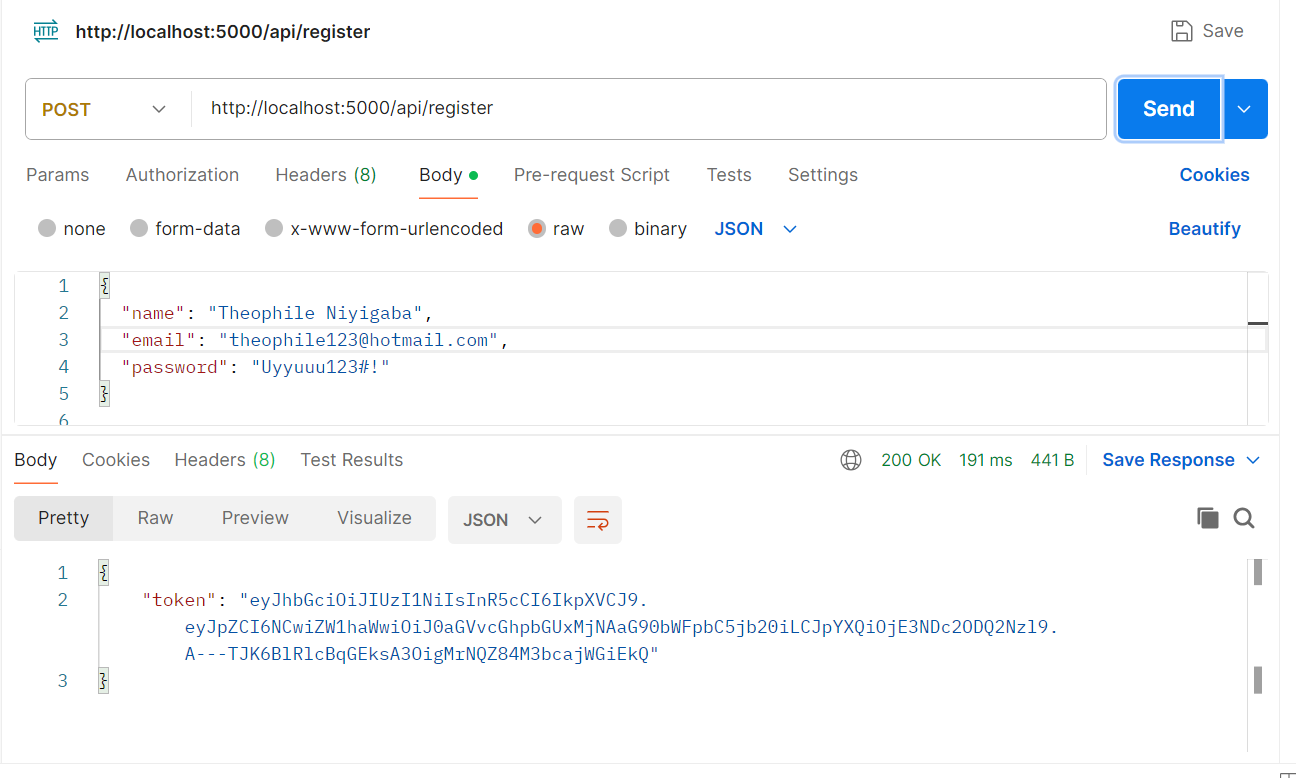 HTTP http://localhost:5000/api/register Save
POST http://localhost:5000/api/register Send
Params Authorization Headers (8) Body Pre-request Script Tests Settings Cookies
none form-data x-www-form-urlencoded raw binary JSON Beautify
1 {
2 "name": "Theophile Niyigaba",
3 "email": "theophile123@hotmail.com",
4 "password": "Uyyuuu123#!"
5 }
6
Body Cookies Headers (8) Test Results 200 OK 191 ms 441 B Save Response
Pretty Raw Preview Visualize JSON
1 {
2 "token": "eyJhbGciOiJIUzI1NiIsInR5cCI6IkpXVCJ9.
eyJpZCI6NCwiZW1haWwiOiJ0aGVvcGhpbGUxMjNAaG90bWFpbC5jb20iLCJpYXQiOjE3NDc2ODQ2Nzl9.
A---TJK6BlRlcBqGEksA3OigMrNQZ84M3bcajWGiEkQ"
3 }